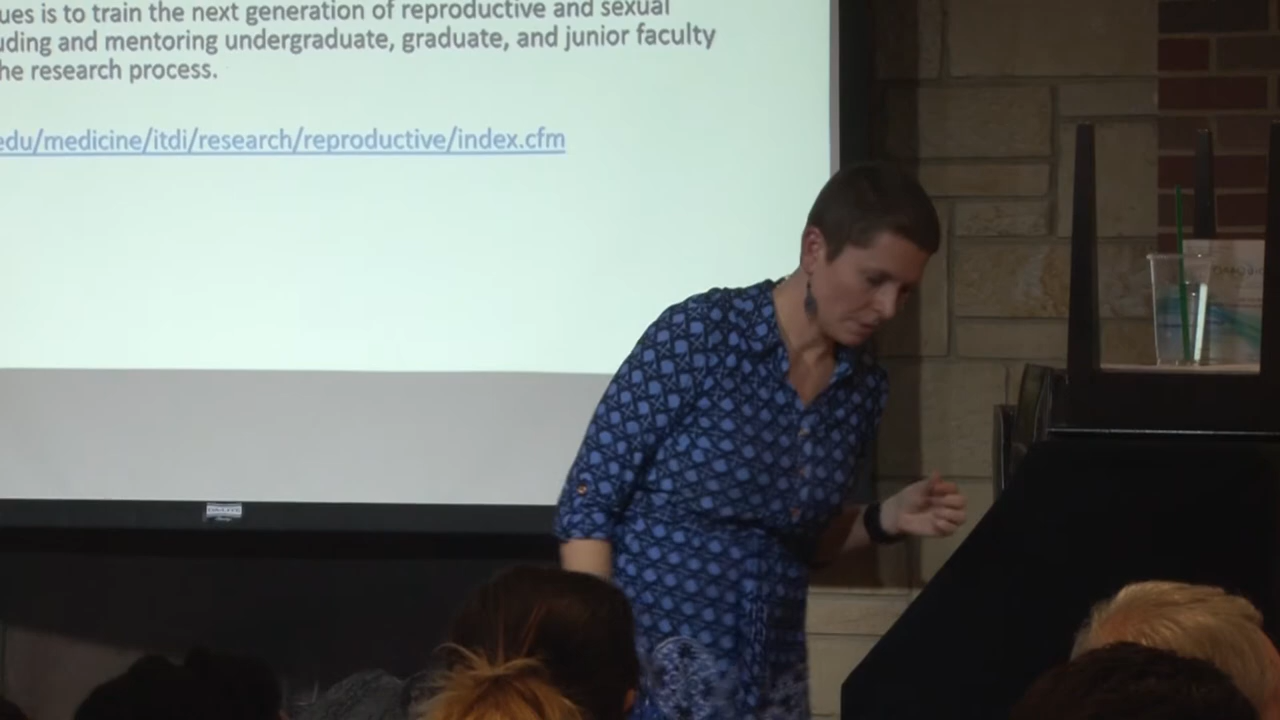 ues is to train the next generation of reproductive and sexual
uding and mentoring undergraduate, graduate, and junior faculty
he research process.
edu/medicine/itdi/research/reproductive/index.cfm